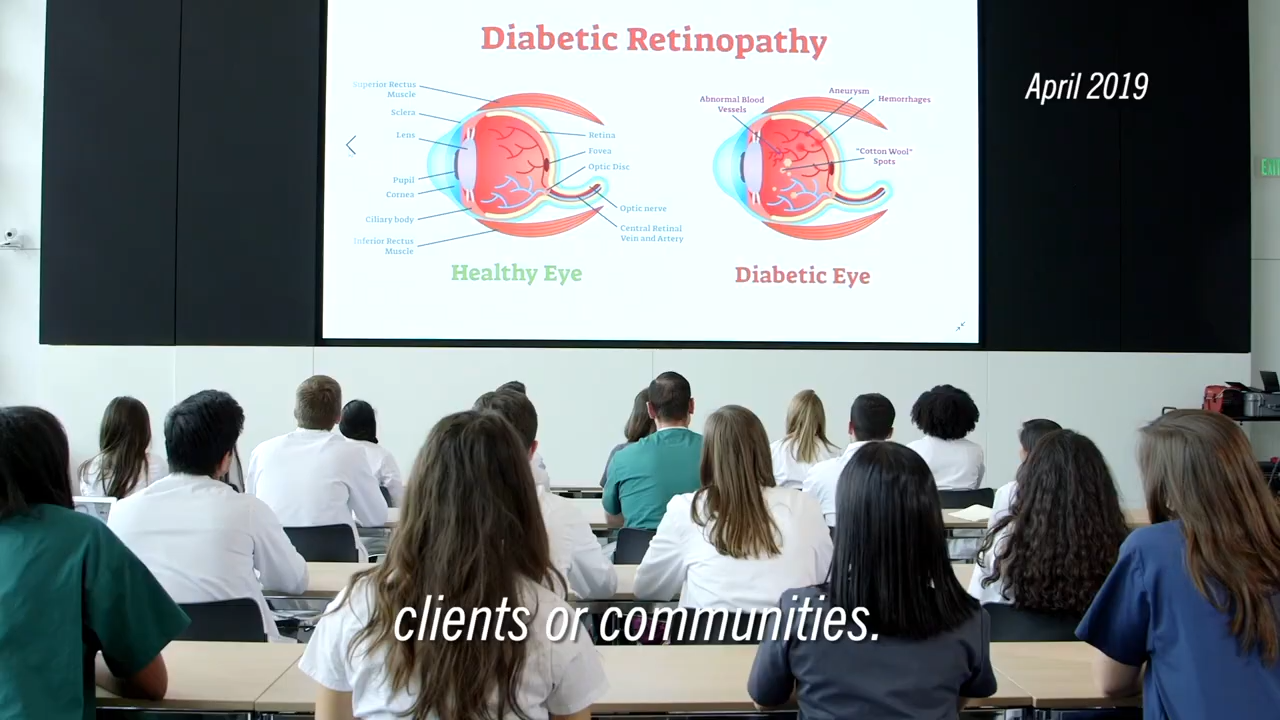 Diabetic Retinopathy
April 2019
Superior Rectus
Muscle
Sclera
Lens
Pupil
Cornea
Ciliary body
Inferior Rectus
Muscle
Retina
Fovea
Optic Disc
Optic nerve
Central Retinal
Vein and Artery
Healthy Eye
Abnormal Blood
Vessels
Aneurysm
Hemorrhages
"Cotton Wool"
Spots
Diabetic Eye
clients or communities.